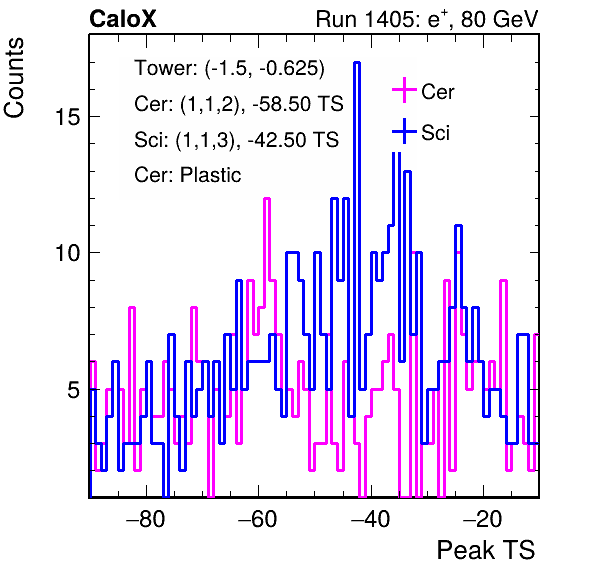 CaloX Run 1405: e+, 80 GeV
Counts
Tower: (-1.5, -0.625)
Cer: (1,1,2), -58.50 TS
Sci: (1,1,3), -42.50 TS
Cer: Plastic
Cer
Sci
15
10
5
−80 −60 −40 −20
Peak TS